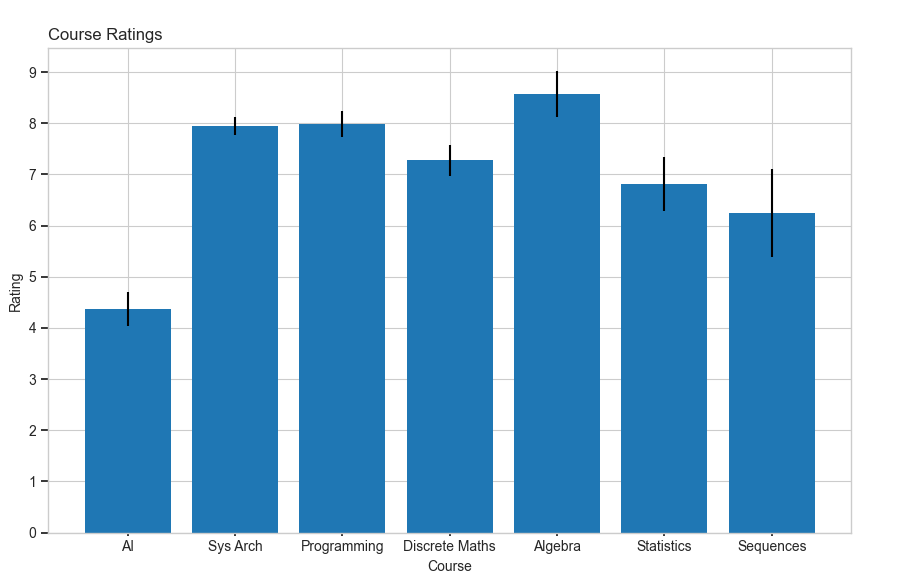 Course Ratings
9
8
7
6
5
4
3
2
1
0
Rating
AI Sys Arch Programming Discrete Maths Algebra Statistics Sequences
Course